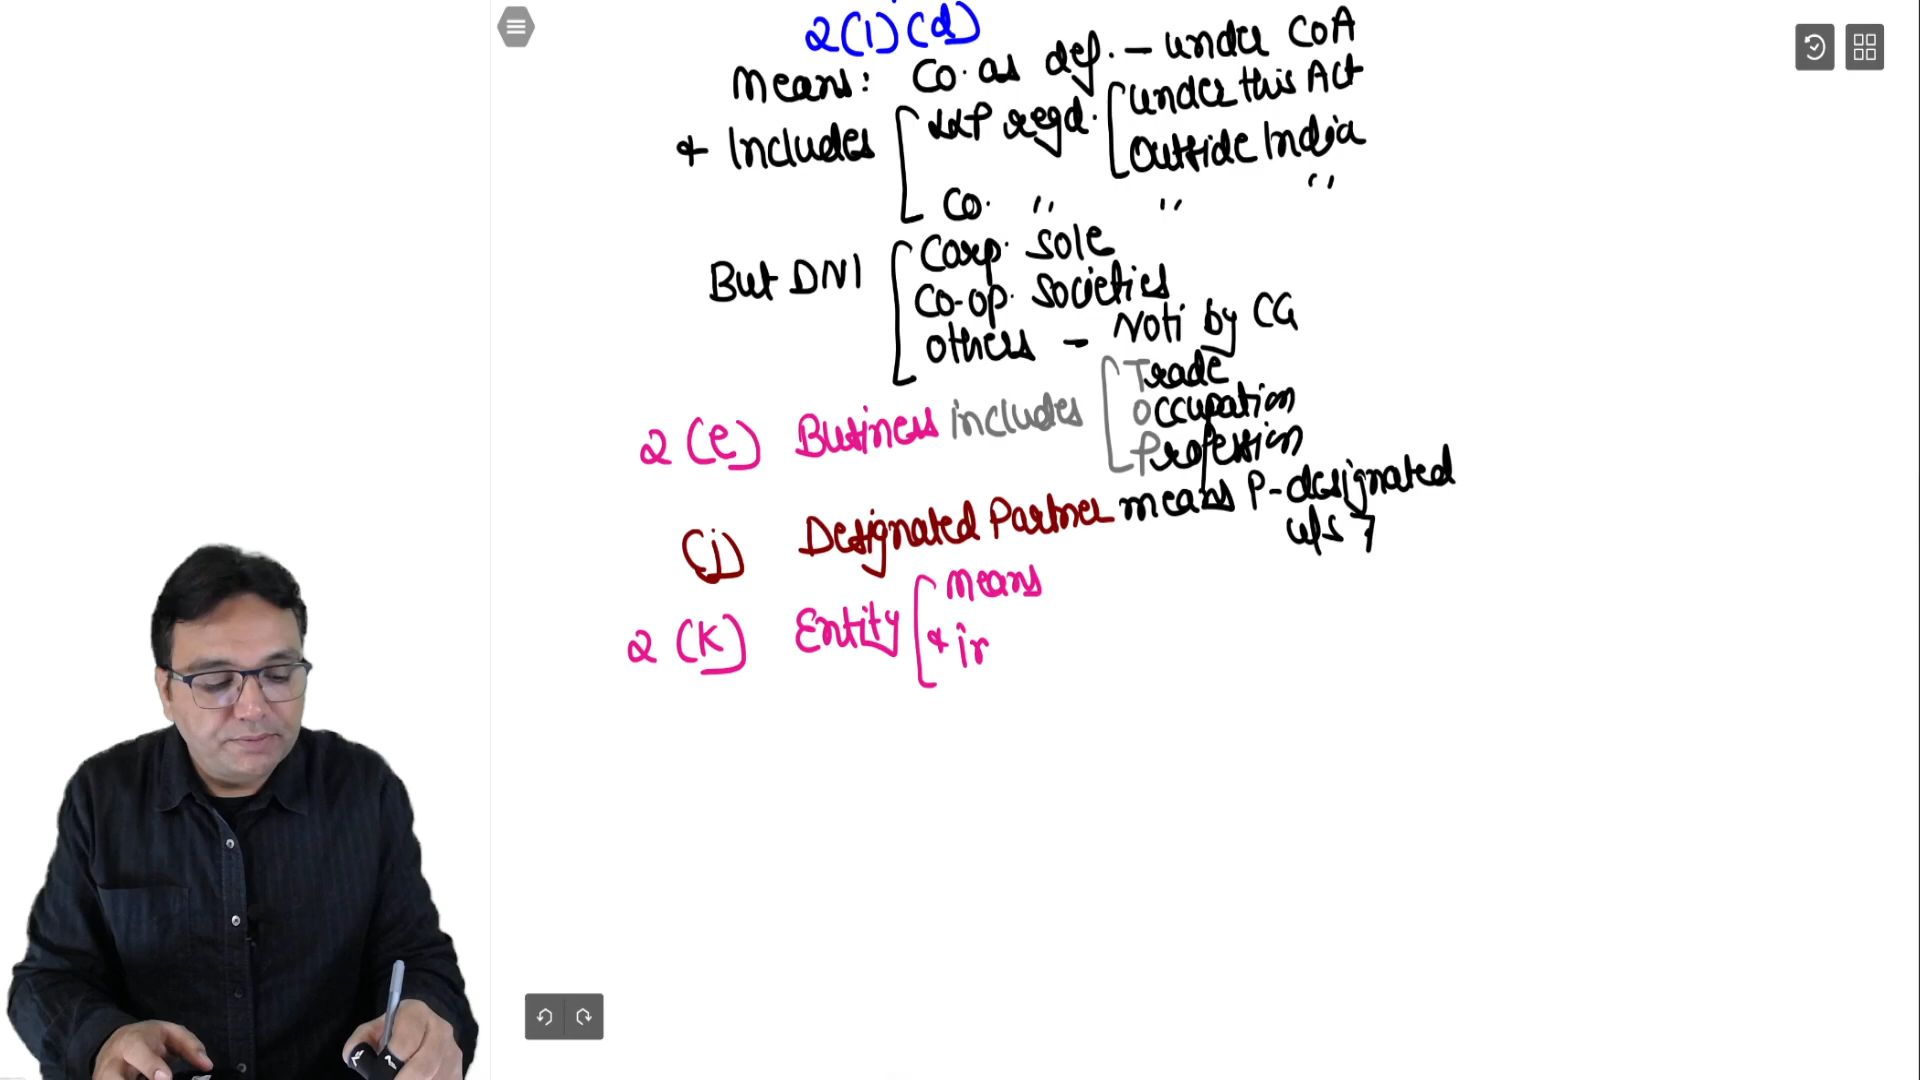 2(1)(d)
Means: Co. as def. - under CoA
+ Includes LLP regd. under this Act
Outside India
Co. " " "
But DNI Corp. Sole
Co-op. Societies
Others - Noti by CG
2(e) Business includes Trade
Occupation
Profession
(j) Designated Partner means P-designated
u/s 7
2(k) Entity Means
+ in